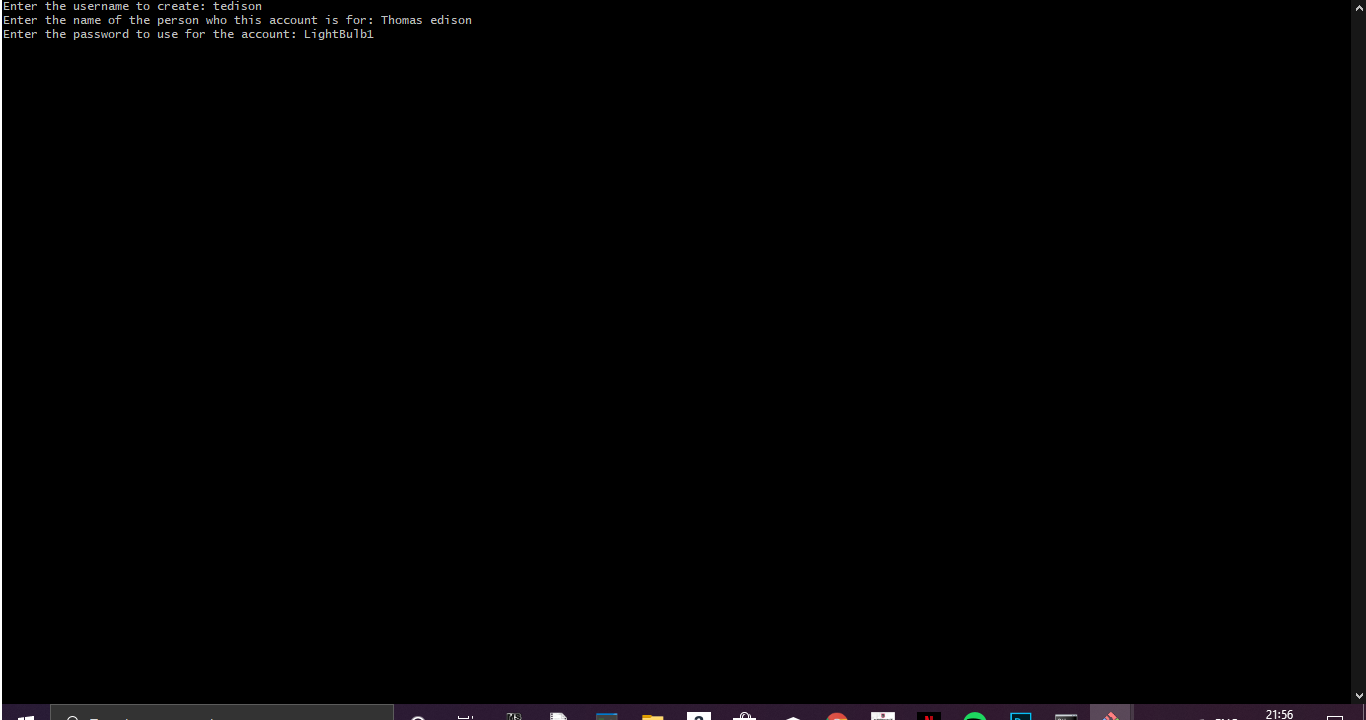 Enter the username to create: tedison
Enter the name of the person who this account is for: Thomas edison
Enter the password to use for the account: LightBulb1
21:56